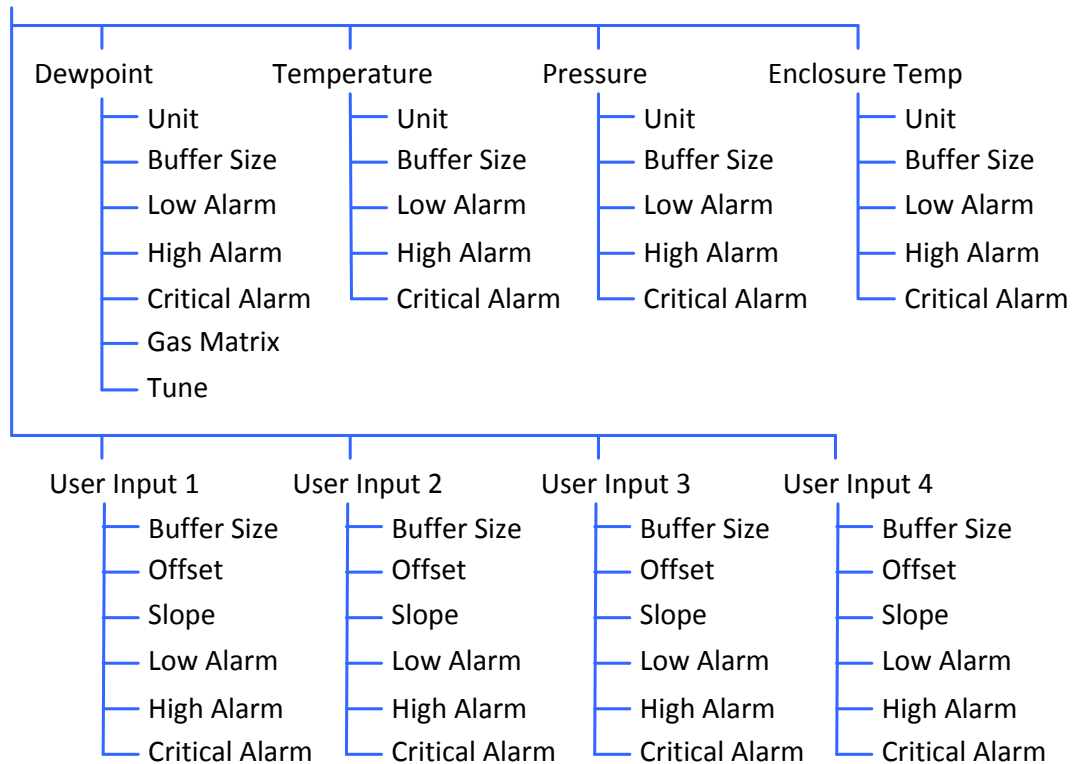 Dewpoint
Unit
Buffer Size
Low Alarm
High Alarm
Critical Alarm
Gas Matrix
Tune
Temperature
Unit
Buffer Size
Low Alarm
High Alarm
Critical Alarm
Pressure
Unit
Buffer Size
Low Alarm
High Alarm
Critical Alarm
Enclosure Temp
Unit
Buffer Size
Low Alarm
High Alarm
Critical Alarm
User Input 1
Buffer Size
Offset
Slope
Low Alarm
High Alarm
Critical Alarm
User Input 2
Buffer Size
Offset
Slope
Low Alarm
High Alarm
Critical Alarm
User Input 3
Buffer Size
Offset
Slope
Low Alarm
High Alarm
Critical Alarm
User Input 4
Buffer Size
Offset
Slope
Low Alarm
High Alarm
Critical Alarm